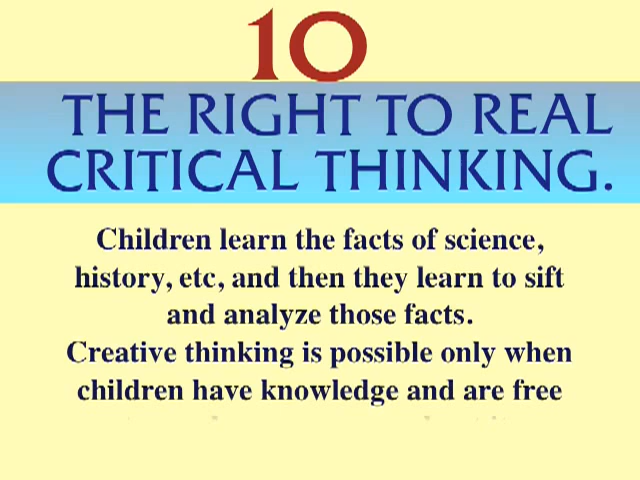 10
THE RIGHT TO REAL
CRITICAL THINKING.
Children learn the facts of science,
history, etc, and then they learn to sift
and analyze those facts.
Creative thinking is possible only when
children have knowledge and are free